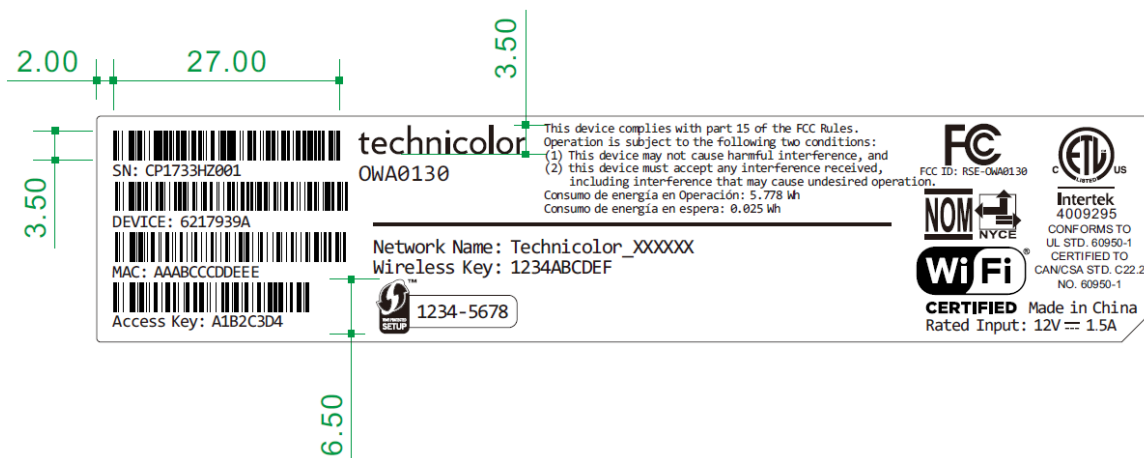 2.00
27.00
3.50
3.50
6.50
SN: CP1733HZ001
DEVICE: 6217939A
MAC: AAABCCCDDEEE
Access Key: A1B2C3D4
technicolor
OWA0130
This device complies with part 15 of the FCC Rules.
Operation is subject to the following two conditions:
(1) This device may not cause harmful interference, and
(2) this device must accept any interference received,
including interference that may cause undesired operation.
Consumo de energía en Operación: 5.778 Wh
Consumo de energía en espera: 0.025 Wh
Network Name: Technicolor_XXXXXX
Wireless Key: 1234ABCDEF
™
SETUP
1234-5678
FC
FCC ID: RSE-OWA0130
NOM
NYCE
Wi Fi®
CERTIFIED
Made in China
Rated Input: 12V 1.5A
C ETL US
LISTED
Intertek
4009295
CONFORMS TO
UL STD. 60950-1
CERTIFIED TO
CAN/CSA STD. C22.2
NO. 60950-1